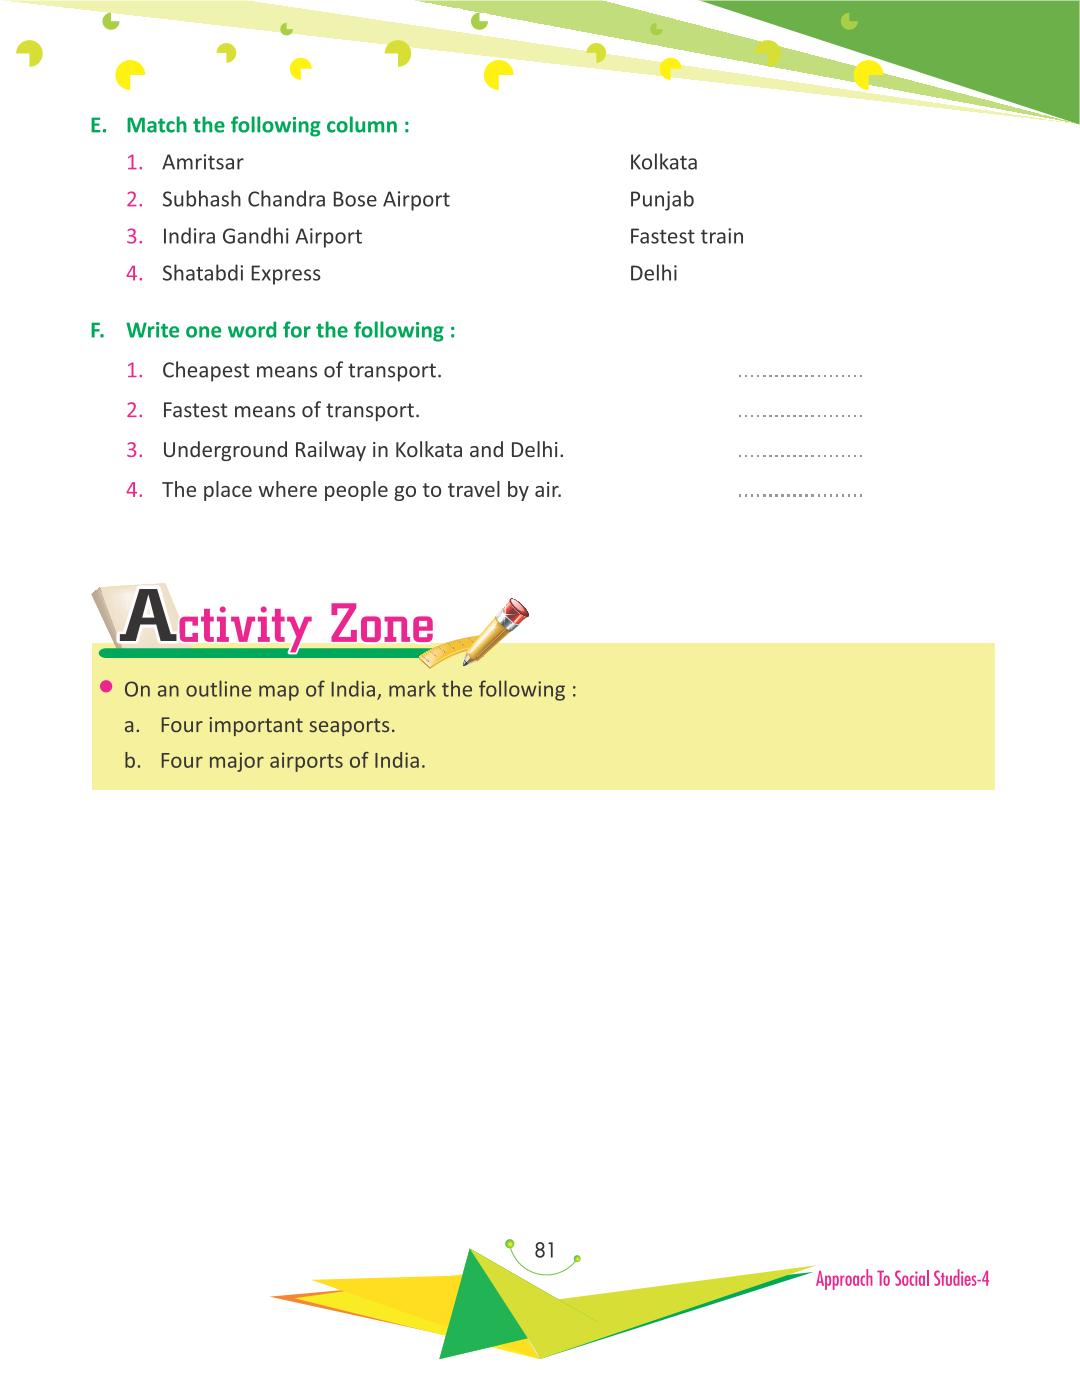 E. Match the following column :
1. Amritsar Kolkata
2. Subhash Chandra Bose Airport Punjab
3. Indira Gandhi Airport Fastest train
4. Shatabdi Express Delhi
F. Write one word for the following :
1. Cheapest means of transport. .....................
2. Fastest means of transport. .....................
3. Underground Railway in Kolkata and Delhi. .....................
4. The place where people go to travel by air. .....................
Activity Zone
● On an outline map of India, mark the following :
a. Four important seaports.
b. Four major airports of India.
81
Approach To Social Studies-4